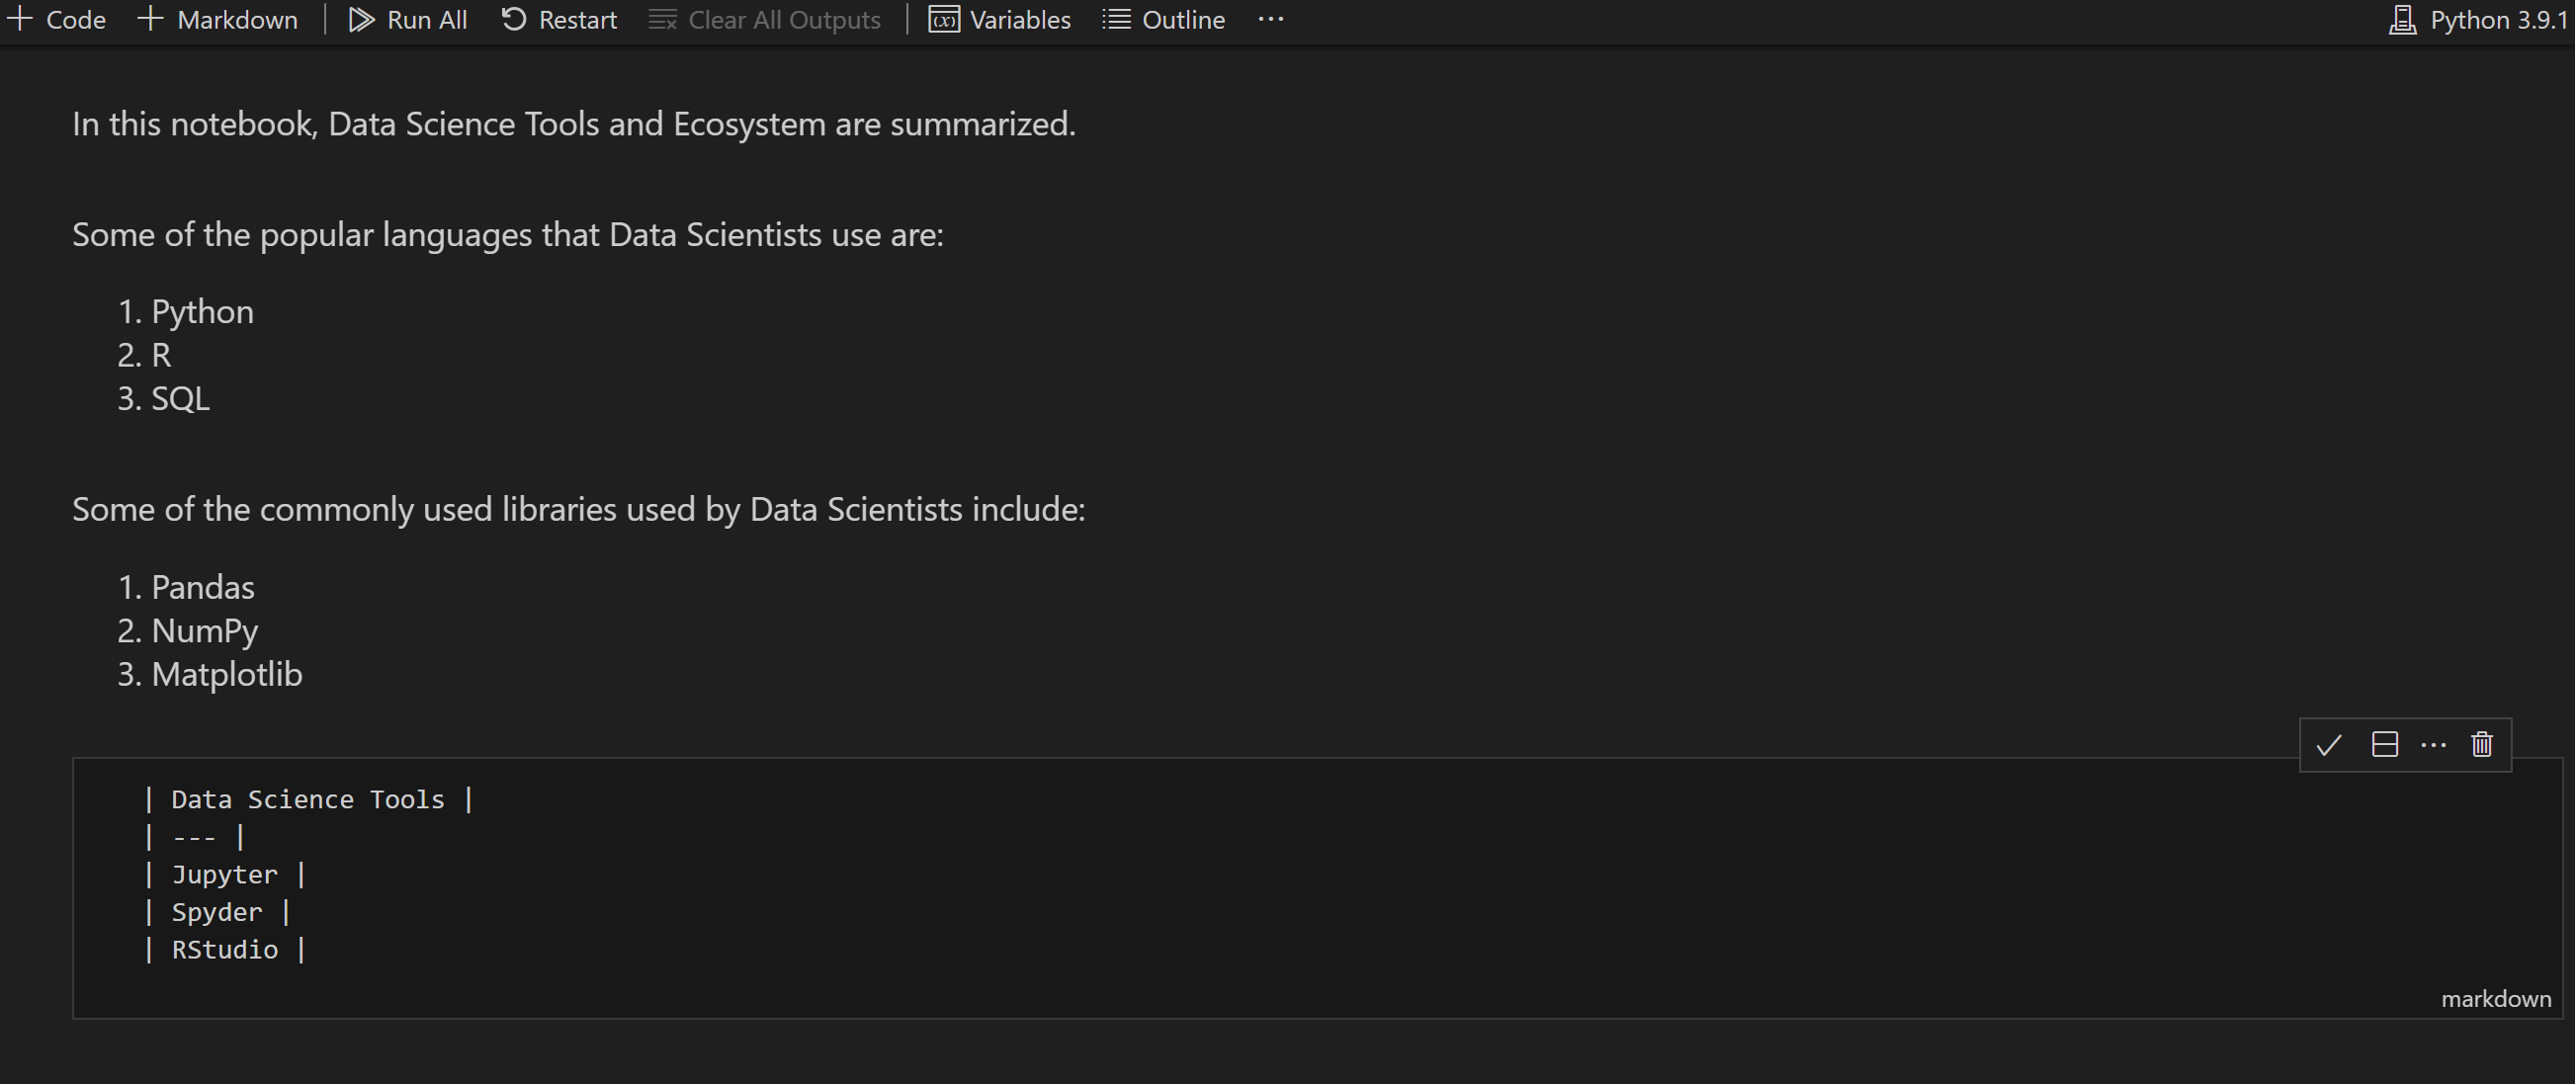 Code Markdown Run All Restart Clear All Outputs (x) Variables Outline ··· Python 3.9.1
In this notebook, Data Science Tools and Ecosystem are summarized.
Some of the popular languages that Data Scientists use are:
1. Python
2. R
3. SQL
Some of the commonly used libraries used by Data Scientists include:
1. Pandas
2. NumPy
3. Matplotlib
| Data Science Tools |
| --- |
| Jupyter |
| Spyder |
| RStudio |
markdown